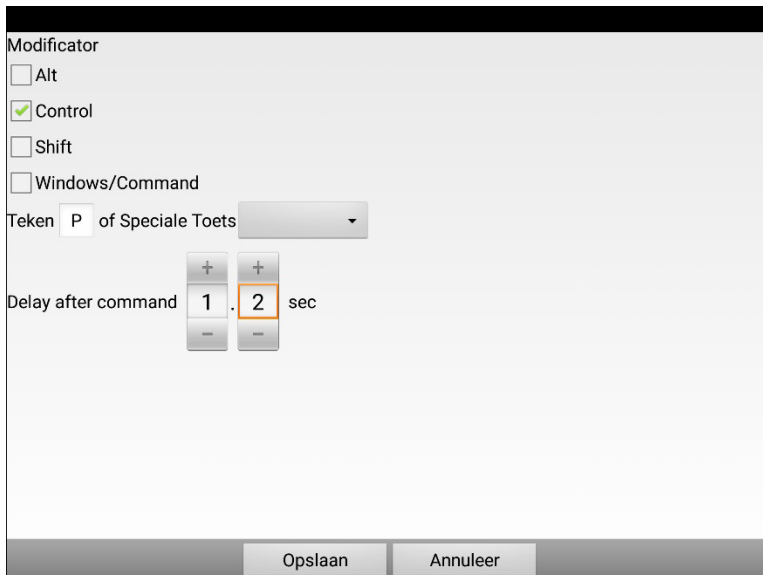 Modificator
Alt
Control
Shift
Windows/Command
Teken P of Speciale Toets
+ +
Delay after command 1 . 2 sec
− −
Opslaan Annuleer